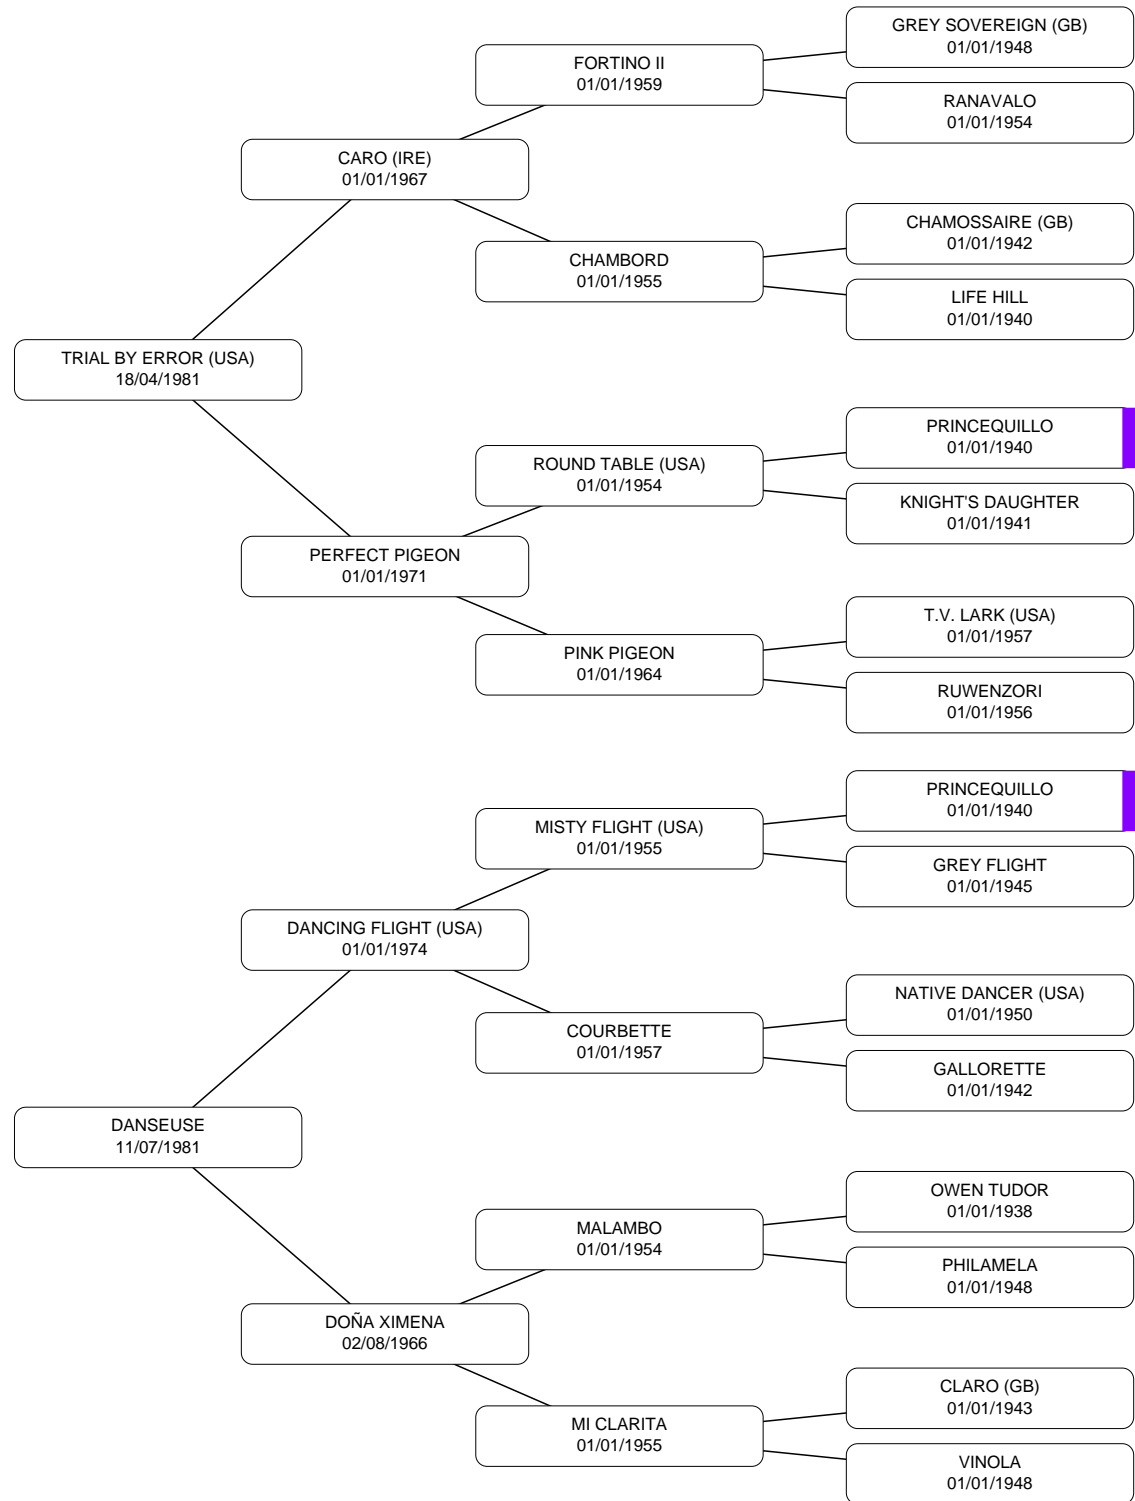 GREY SOVEREIGN (GB)
01/01/1948
FORTINO II
01/01/1959
RANAVALO
01/01/1954
CARO (IRE)
01/01/1967
CHAMOSSAIRE (GB)
01/01/1942
CHAMBORD
01/01/1955
LIFE HILL
01/01/1940
TRIAL BY ERROR (USA)
18/04/1981
PRINCEQUILLO
01/01/1940
ROUND TABLE (USA)
01/01/1954
KNIGHT'S DAUGHTER
01/01/1941
PERFECT PIGEON
01/01/1971
T.V. LARK (USA)
01/01/1957
PINK PIGEON
01/01/1964
RUWENZORI
01/01/1956
PRINCEQUILLO
01/01/1940
MISTY FLIGHT (USA)
01/01/1955
GREY FLIGHT
01/01/1945
DANCING FLIGHT (USA)
01/01/1974
NATIVE DANCER (USA)
01/01/1950
COURBETTE
01/01/1957
GALLORETTE
01/01/1942
DANSEUSE
11/07/1981
OWEN TUDOR
01/01/1938
MALAMBO
01/01/1954
PHILAMELA
01/01/1948
DOÑA XIMENA
02/08/1966
CLARO (GB)
01/01/1943
MI CLARITA
01/01/1955
VINOLA
01/01/1948